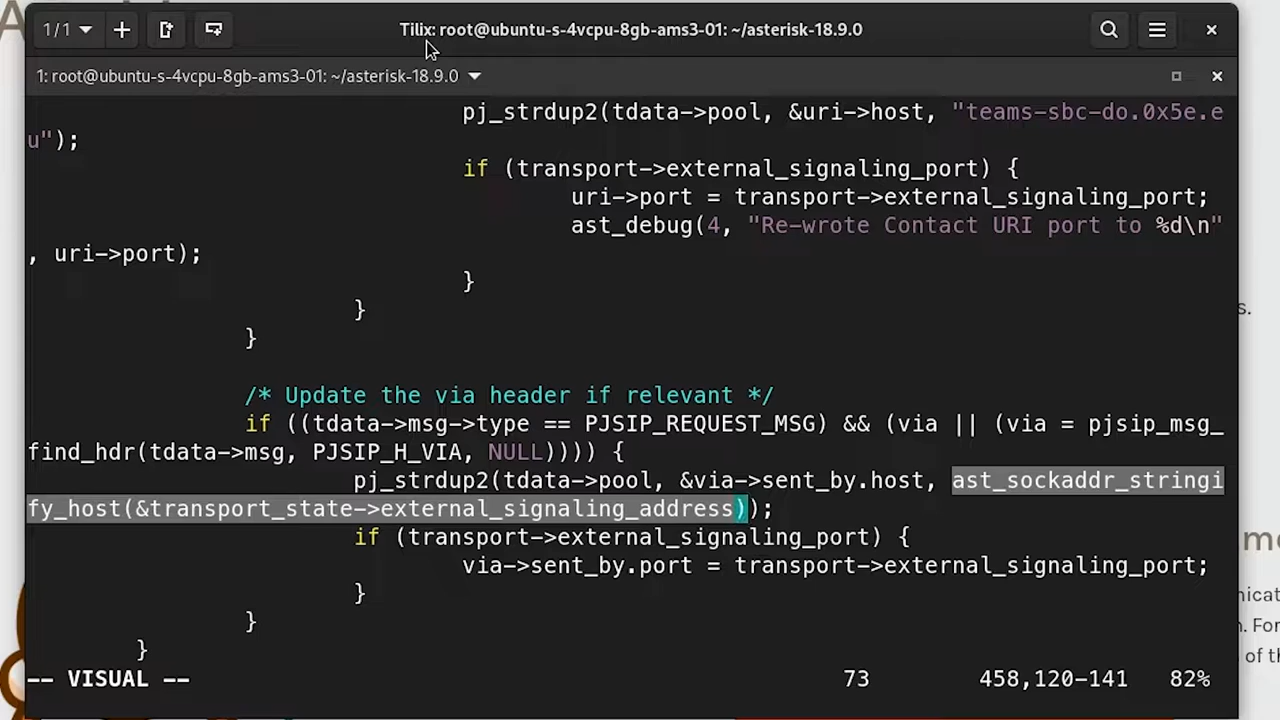 1/1
Tilix: root@ubuntu-s-4vcpu-8gb-ams3-01: ~/asterisk-18.9.0
1: root@ubuntu-s-4vcpu-8gb-ams3-01: ~/asterisk-18.9.0
pj_strdup2(tdata->pool, &uri->host, "teams-sbc-do.0x5e.e
u");
if (transport->external_signaling_port) {
uri->port = transport->external_signaling_port;
ast_debug(4, "Re-wrote Contact URI port to %d\n"
, uri->port);
}
}
}
/* Update the via header if relevant */
if ((tdata->msg->type == PJSIP_REQUEST_MSG) && (via || (via = pjsip_msg_
find_hdr(tdata->msg, PJSIP_H_VIA, NULL)))) {
pj_strdup2(tdata->pool, &via->sent_by.host, ast_sockaddr_stringi
fy_host(&transport_state->external_signaling_address));
if (transport->external_signaling_port) {
via->sent_by.port = transport->external_signaling_port;
}
}
}
-- VISUAL -- 73 458,120-141 82%
s.
of th